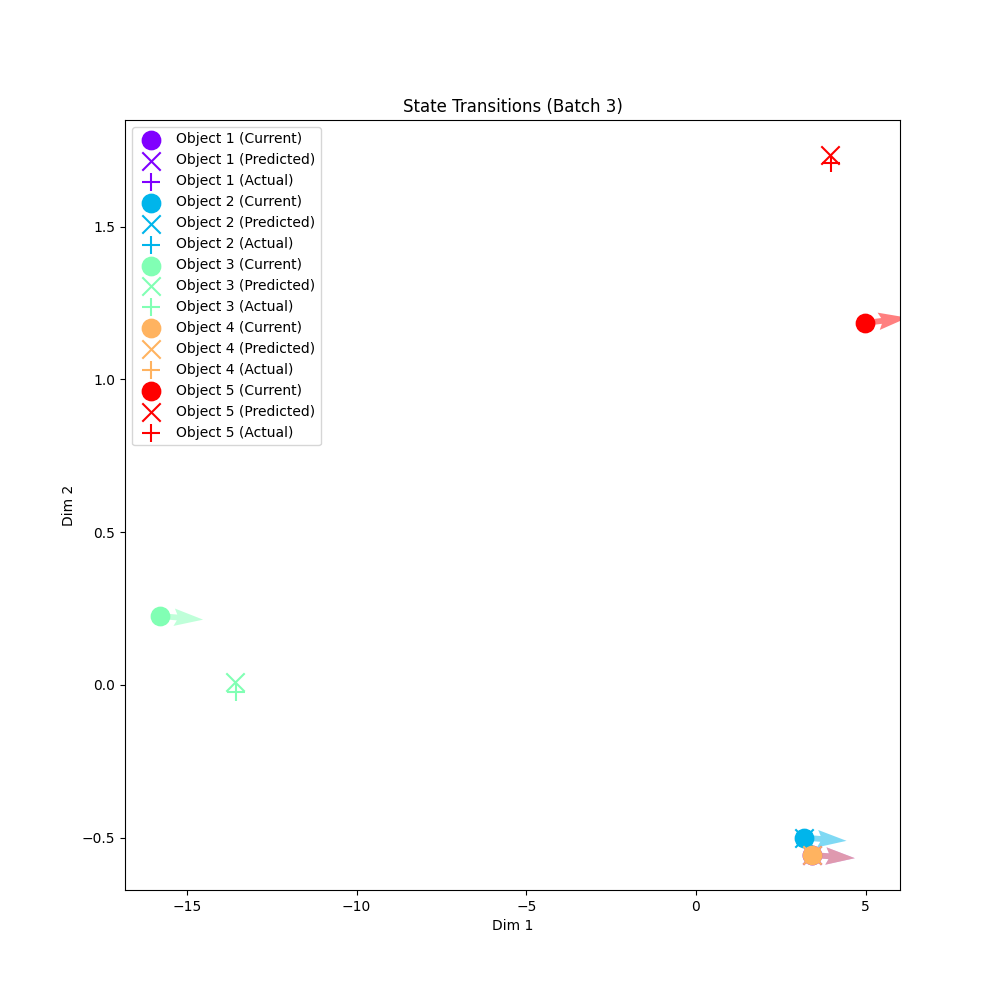 State Transitions (Batch 3)
Object 1 (Current)
Object 1 (Predicted)
Object 1 (Actual)
Object 2 (Current)
Object 2 (Predicted)
Object 2 (Actual)
Object 3 (Current)
Object 3 (Predicted)
Object 3 (Actual)
Object 4 (Current)
Object 4 (Predicted)
Object 4 (Actual)
Object 5 (Current)
Object 5 (Predicted)
Object 5 (Actual)
1.5
1.0
0.5
0.0
−0.5
Dim 2
−15
−10
−5
0
5
Dim 1